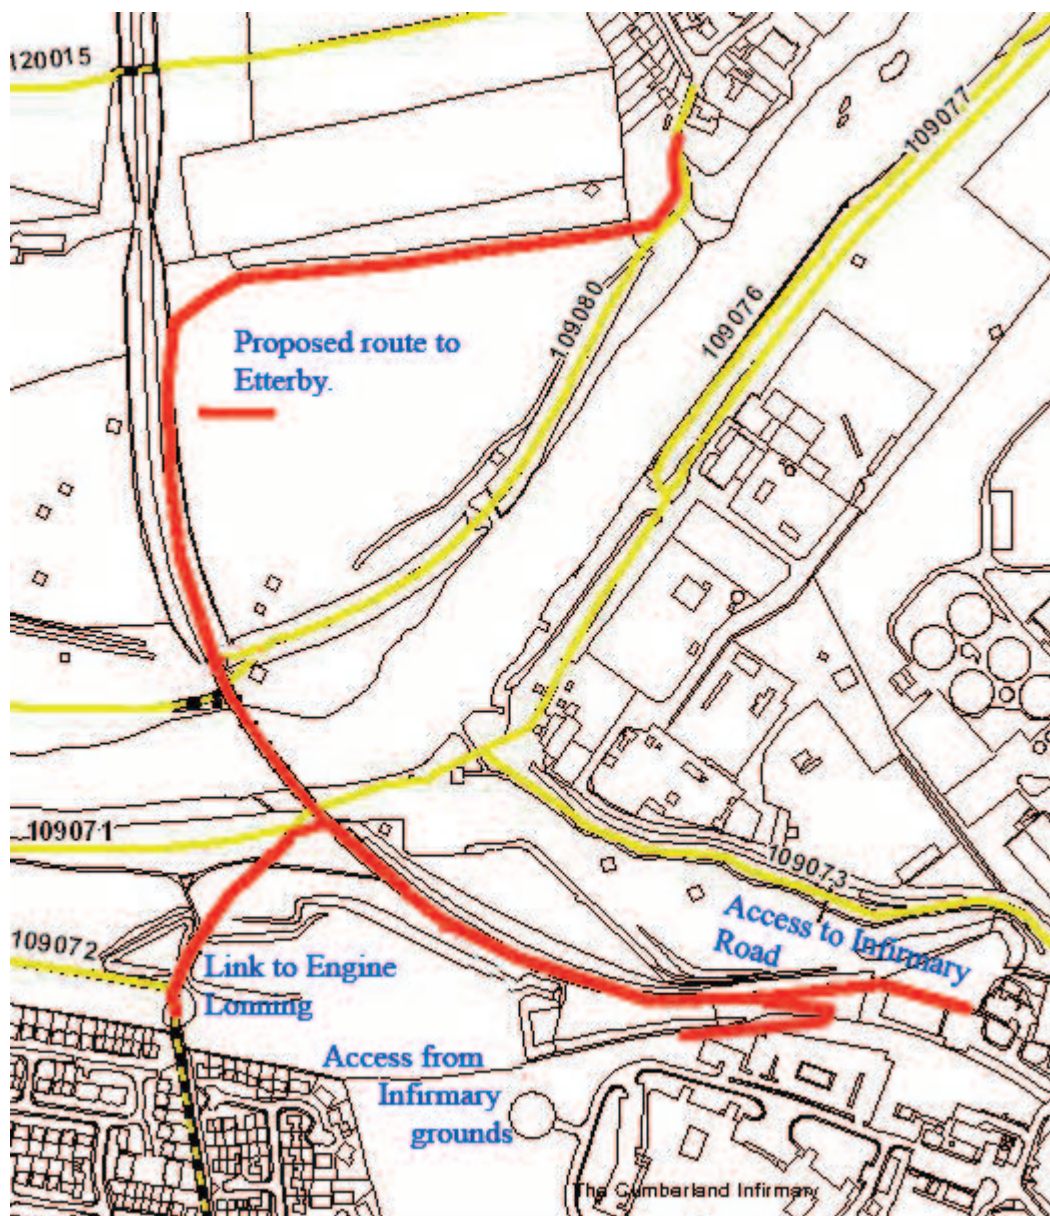 120015
109077
109076
109080
Proposed route to
Etterby.
109071
109073
109072
Access to Infirmary
Road
Link to Engine
Lonning
Access from
Infirmary
grounds
The Cumberland Infirmary